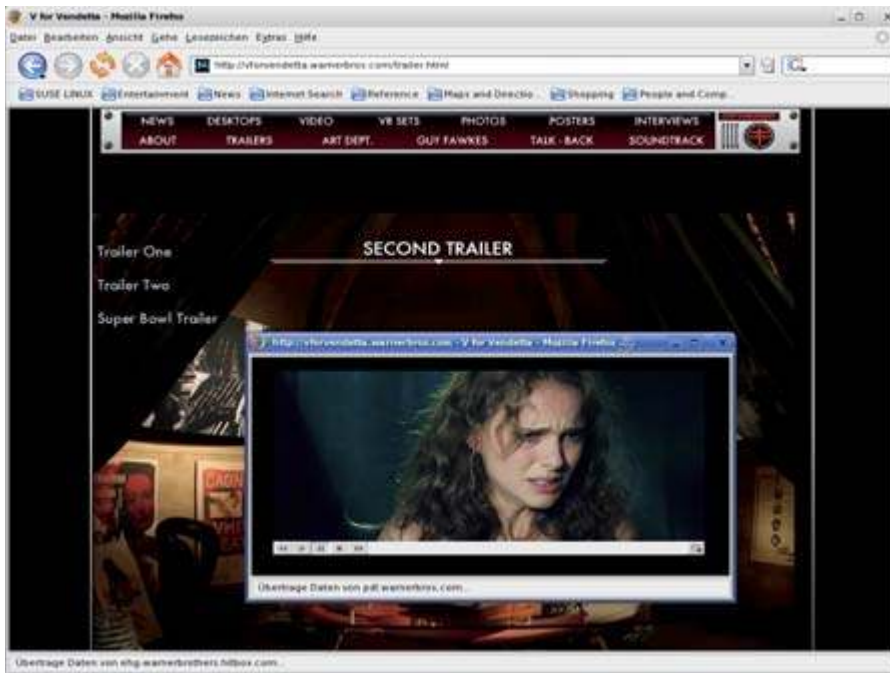 V for Vendetta - Mozilla Firefox
Datei Bearbeiten Ansicht Gehe Lesezeichen Extras Hilfe
http://vforvendetta.warnerbros.com/trailer.html
SUSE LINUX Entertainment News Internet Search Reference Maps and Directio... Shopping People and Comp...
NEWS DESKTOPS VIDEO VB SETS PHOTOS POSTERS INTERVIEWS
ABOUT TRAILERS ART DEPT. GUY FAWKES TALK - BACK SOUNDTRACK
SECOND TRAILER
Trailer One
Trailer Two
Super Bowl Trailer
http://vforvendetta.warnerbros.com - V for Vendetta - Mozilla Firefox
Übertrage Daten von pdl.warnerbros.com...
Übertrage Daten von ehg-warnerbrothers.hitbox.com...